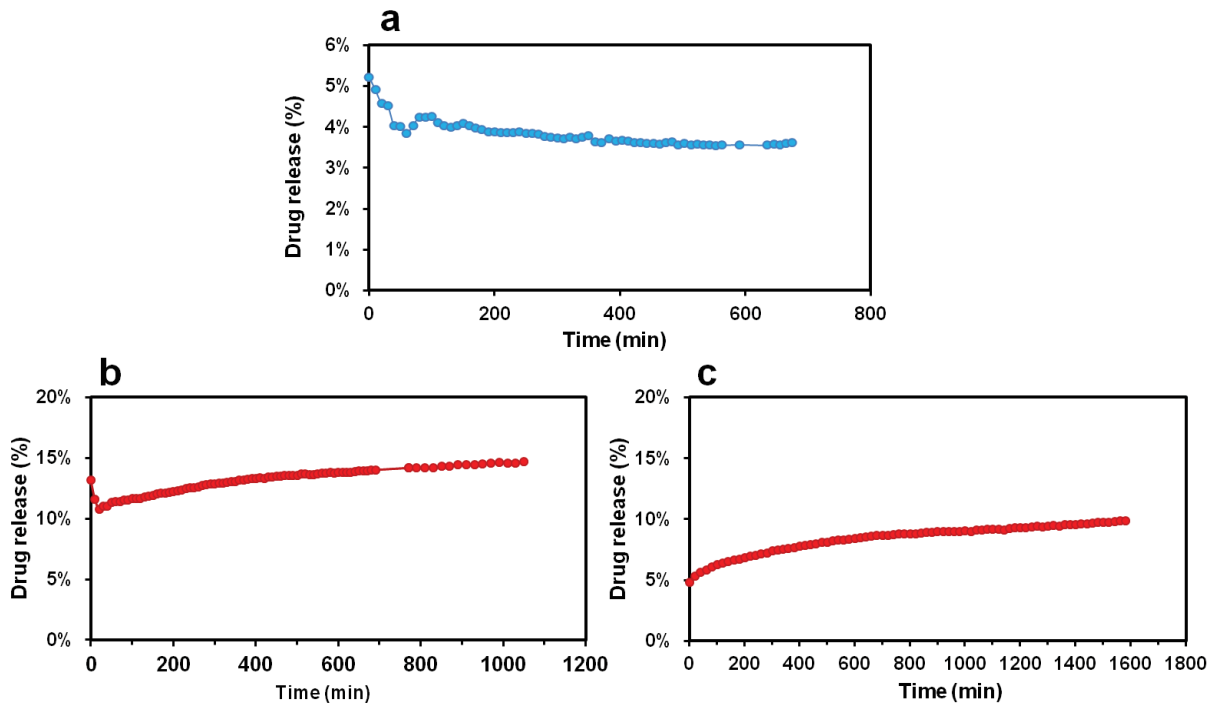 a
6%
5%
4%
3%
2%
1%
0%
Drug release (%)
0 200 400 600 800
Time (min)
b
20%
15%
10%
5%
0%
Drug release (%)
0 200 400 600 800 1000 1200
Time (min)
c
20%
15%
10%
5%
0%
Drug release (%)
0 200 400 600 800 1000 1200 1400 1600 1800
Time (min)